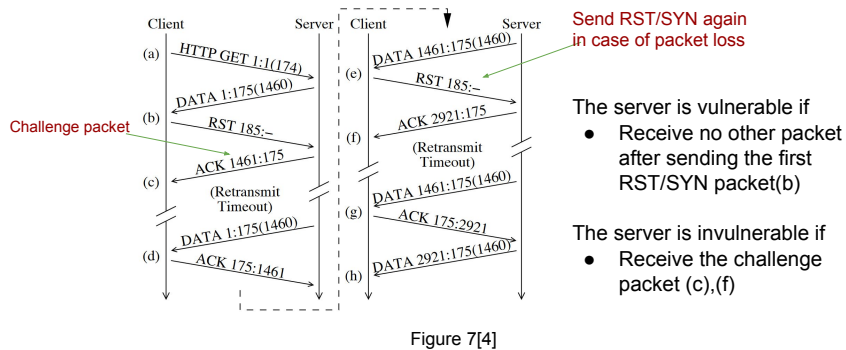 Client
Server
(a)
HTTP GET 1:1(174)
DATA 1:175(1460)
(b)
RST 185:–
Challenge packet
ACK 1461:175
(c)
(Retransmit
Timeout)
DATA 1:175(1460)
(d)
ACK 175:1461
Client
Server
DATA 1461:175(1460)
(e)
RST 185:–
ACK 2921:175
(f)
(Retransmit
Timeout)
DATA 1461:175(1460)
(g)
ACK 175:2921
(h)
DATA 2921:175(1460)
Send RST/SYN again
in case of packet loss
The server is vulnerable if
● Receive no other packet
after sending the first
RST/SYN packet(b)
The server is invulnerable if
● Receive the challenge
packet (c),(f)
Figure 7[4]